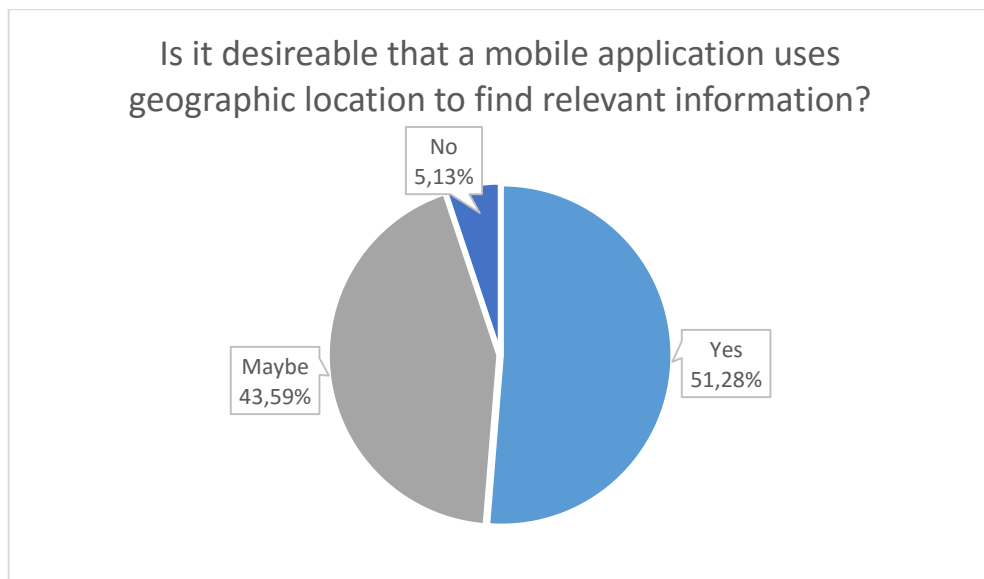 Is it desireable that a mobile application uses
geographic location to find relevant information?
No
5,13%
Yes
51,28%
Maybe
43,59%